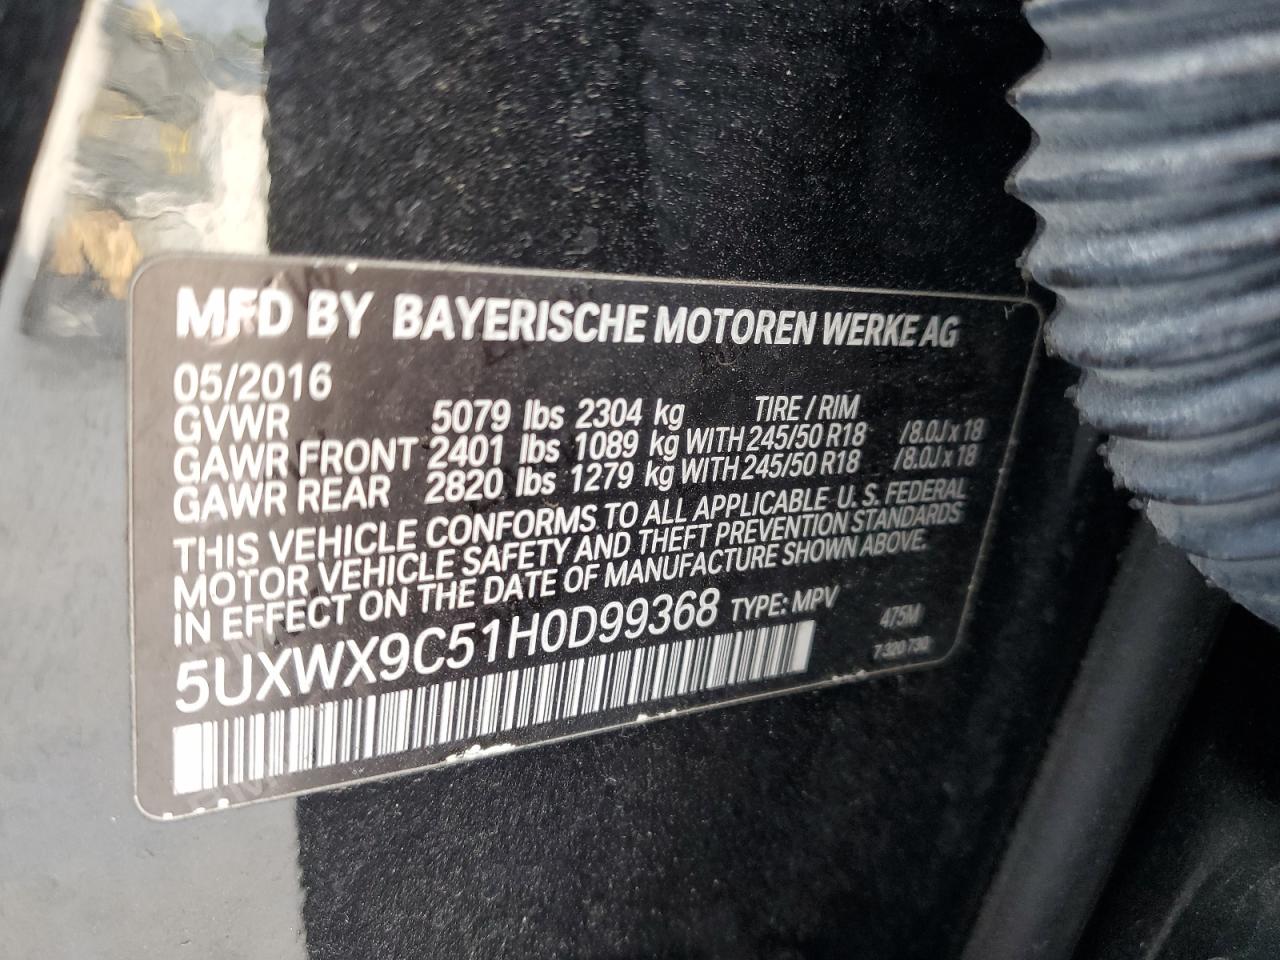 MFD BY BAYERISCHE MOTOREN WERKE AG
05/2016
GVWR 5079 lbs 2304 kg TIRE / RIM
GAWR FRONT 2401 lbs 1089 kg WITH 245/50 R18 /8.0J x 18
GAWR REAR 2820 lbs 1279 kg WITH 245/50 R18 /8.0J x 18
THIS VEHICLE CONFORMS TO ALL APPLICABLE U. S. FEDERAL
MOTOR VEHICLE SAFETY AND THEFT PREVENTION STANDARDS
IN EFFECT ON THE DATE OF MANUFACTURE SHOWN ABOVE.
5UXWX9C51H0D99368 TYPE: MPV 475M
7 320 730